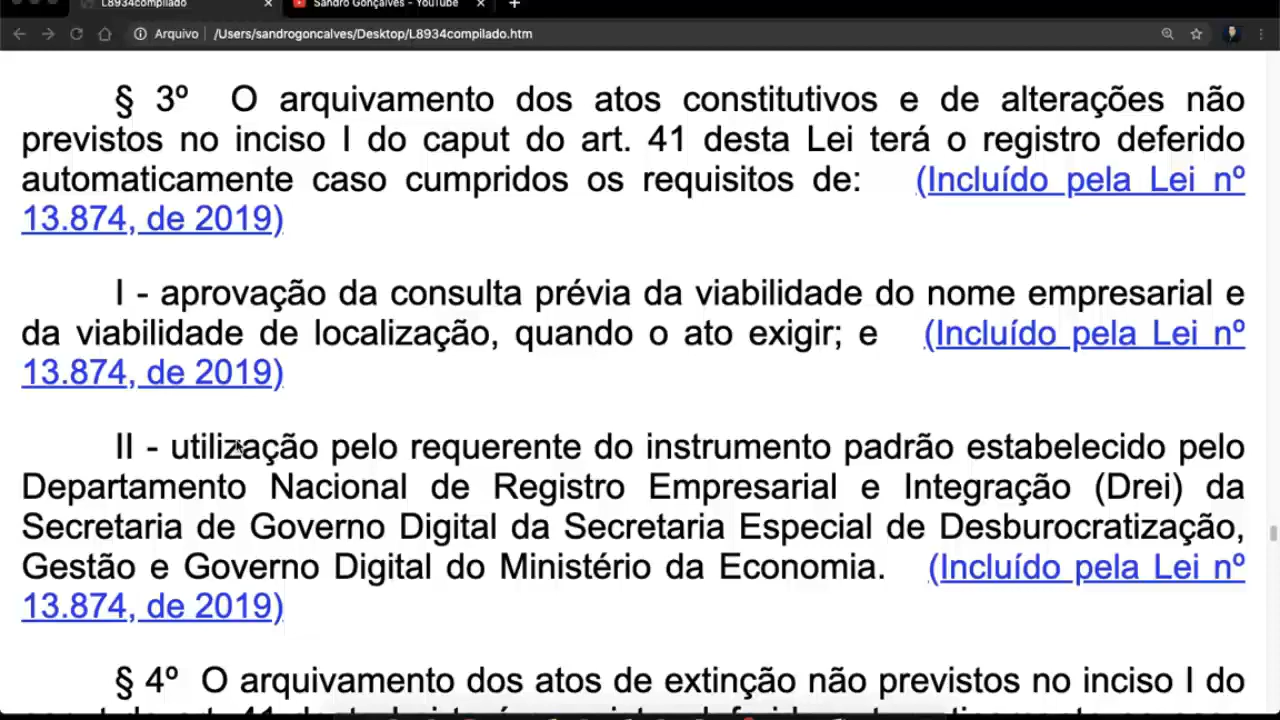 L8934compilado
Sandro Gonçalves - YouTube
Arquivo
/Users/sandrogoncalves/Desktop/L8934compilado.htm
§ 3º O arquivamento dos atos constitutivos e de alterações não
previstos no inciso I do caput do art. 41 desta Lei terá o registro deferido
automaticamente caso cumpridos os requisitos de: (Incluído pela Lei nº
13.874, de 2019)
I - aprovação da consulta prévia da viabilidade do nome empresarial e
da viabilidade de localização, quando o ato exigir; e (Incluído pela Lei nº
13.874, de 2019)
II - utilização pelo requerente do instrumento padrão estabelecido pelo
Departamento Nacional de Registro Empresarial e Integração (Drei) da
Secretaria de Governo Digital da Secretaria Especial de Desburocratização,
Gestão e Governo Digital do Ministério da Economia. (Incluído pela Lei nº
13.874, de 2019)
§ 4º O arquivamento dos atos de extinção não previstos no inciso I do